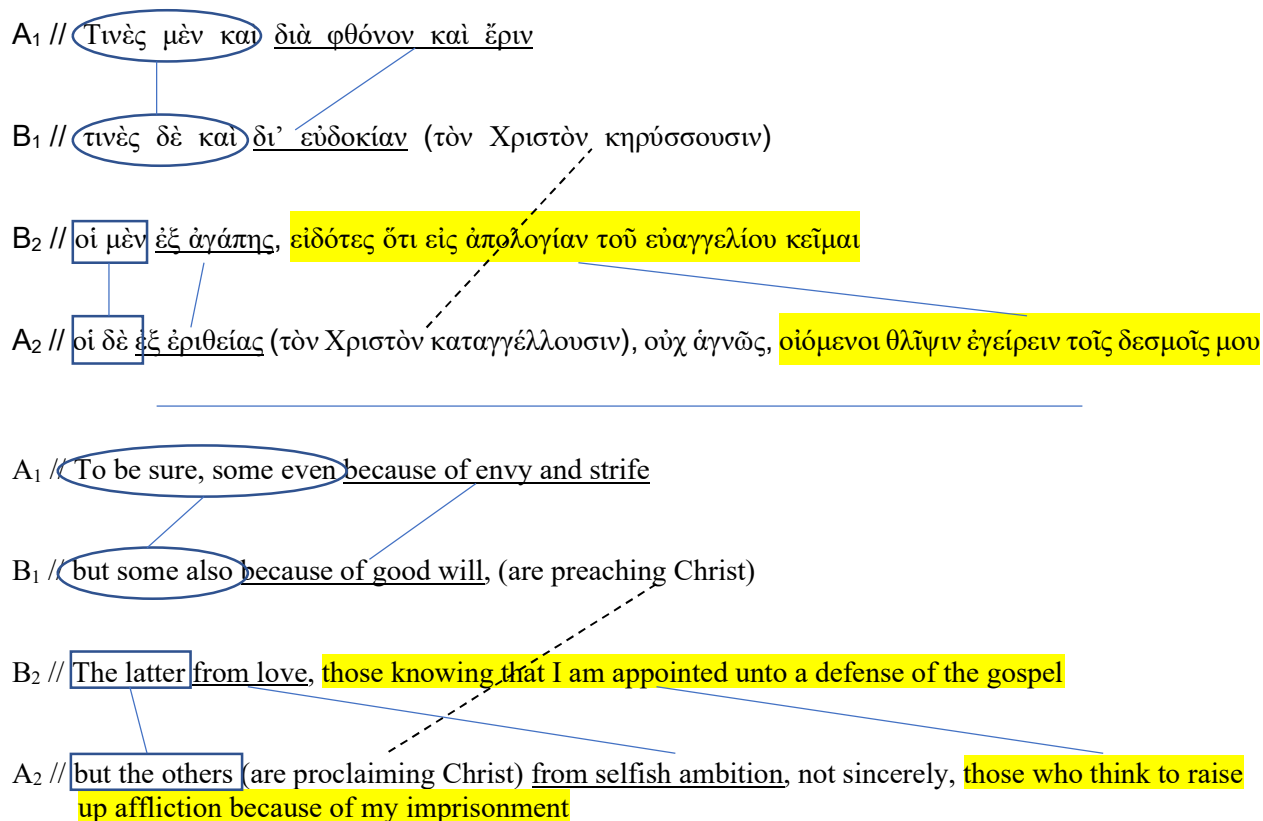 A₁ // Τινὲς μὲν καὶ διὰ φθόνον καὶ ἔριν
B₁ // τινὲς δὲ καὶ δι’ εὐδοκίαν (τὸν Χριστὸν κηρύσσουσιν)
B₂ // οἱ μὲν ἐξ ἀγάπης, εἰδότες ὅτι εἰς ἀπολογίαν τοῦ εὐαγγελίου κεῖμαι
A₂ // οἱ δὲ ἐξ ἐριθείας (τὸν Χριστὸν καταγγέλλουσιν), οὐχ ἁγνῶς, οἰόμενοι θλῖψιν ἐγείρειν τοῖς δεσμοῖς μου
A₁ // To be sure, some even because of envy and strife
B₁ // but some also because of good will, (are preaching Christ)
B₂ // The latter from love, those knowing that I am appointed unto a defense of the gospel
A₂ // but the others (are proclaiming Christ) from selfish ambition, not sincerely, those who think to raise
up affliction because of my imprisonment